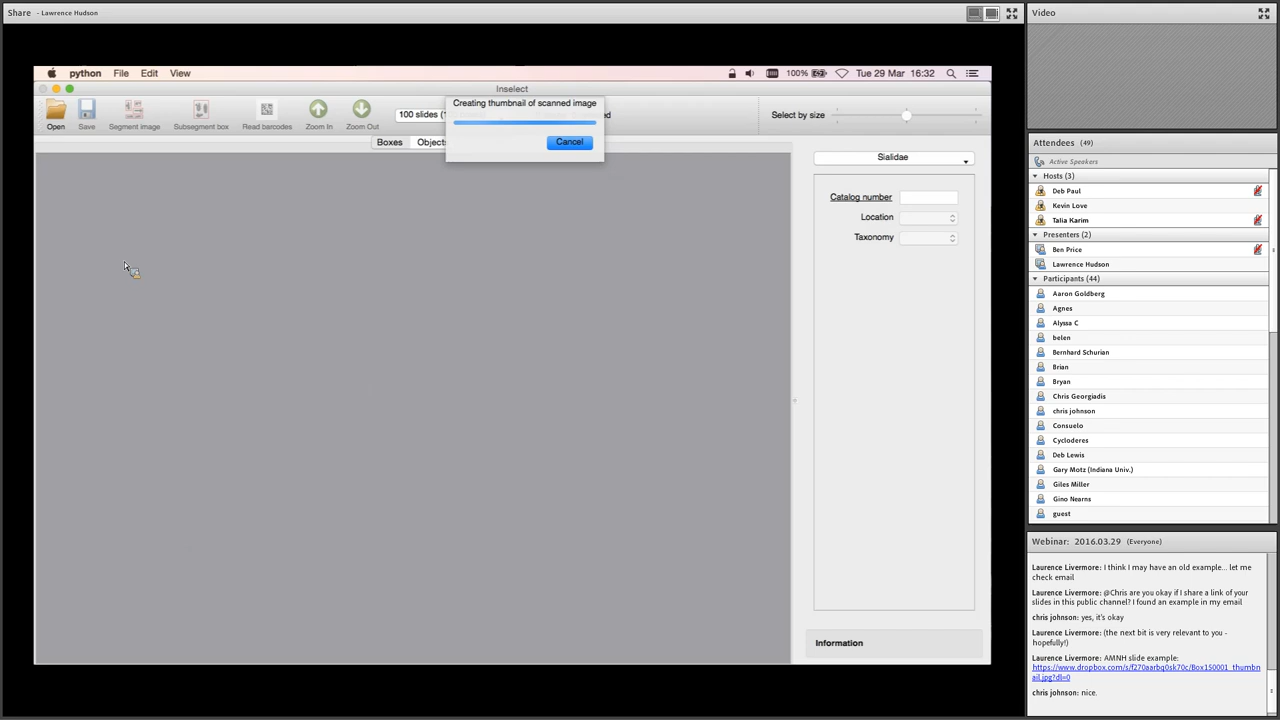 Share - Lawrence Hudson
python File Edit View
100% Tue 29 Mar 16:32
Inselect
Open Save Segment image Subsegment box Read barcodes Zoom In Zoom Out
100 slides (
Creating thumbnail of scanned image
Cancel
Select by size
Boxes Objects
Sialidae
Catalog number
Location
Taxonomy
Information
Video
Attendees (49)
Active Speakers
Hosts (3)
Deb Paul
Kevin Love
Talia Karim
Presenters (2)
Ben Price
Lawrence Hudson
Participants (44)
Aaron Goldberg
Agnes
Alyssa C
belen
Bernhard Schurian
Brian
Bryan
Chris Georgiadis
chris johnson
Consuelo
Cycloderes
Deb Lewis
Gary Motz (Indiana Univ.)
Giles Miller
Gino Nearns
guest
Webinar: 2016.03.29 (Everyone)
Laurence Livermore: I think I may have an old example... let me
check email
Laurence Livermore: @Chris are you okay if I share a link of your
slides in this public channel? I found an example in my email
chris johnson: yes, it's okay
Laurence Livermore: (the next bit is very relevant to you -
hopefully!)
Laurence Livermore: AMNH slide example:
https://www.dropbox.com/s/f270aarbq0sk70c/Box150001_thumbn
ail.jpg?dl=0
chris johnson: nice.